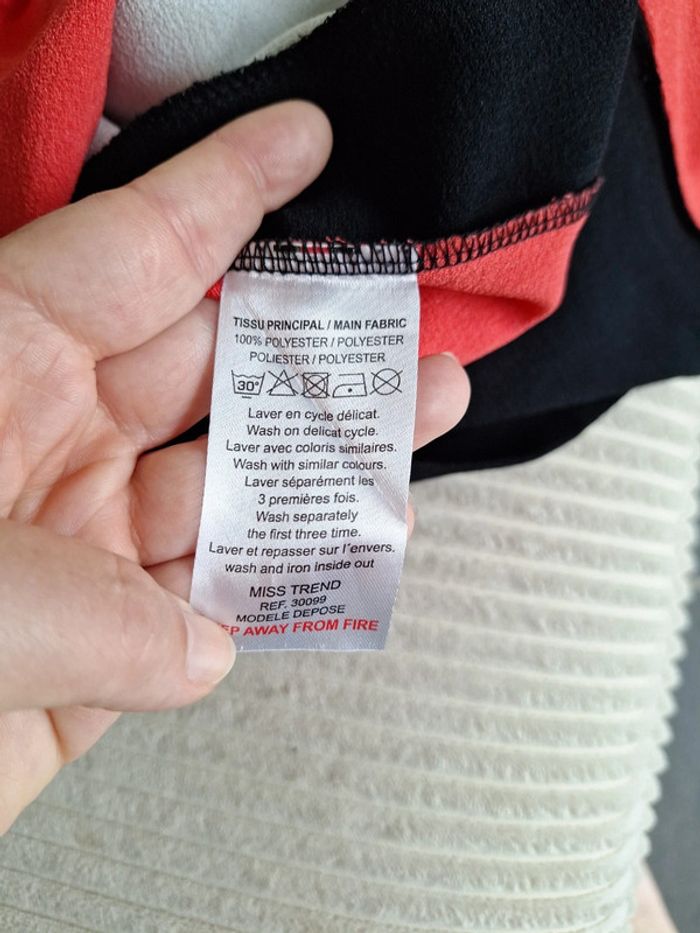 TISSU PRINCIPAL / MAIN FABRIC
100% POLYESTER / POLYESTER
POLIESTER / POLYESTER
30°
Laver en cycle délicat.
Wash on delicat cycle.
Laver avec coloris similaires.
Wash with similar colours.
Laver séparément les
3 premières fois.
Wash separately
the first three time.
Laver et repasser sur l'envers.
wash and iron inside out
MISS TREND
REF. 30099
MODELE DEPOSE
EP AWAY FROM FIRE